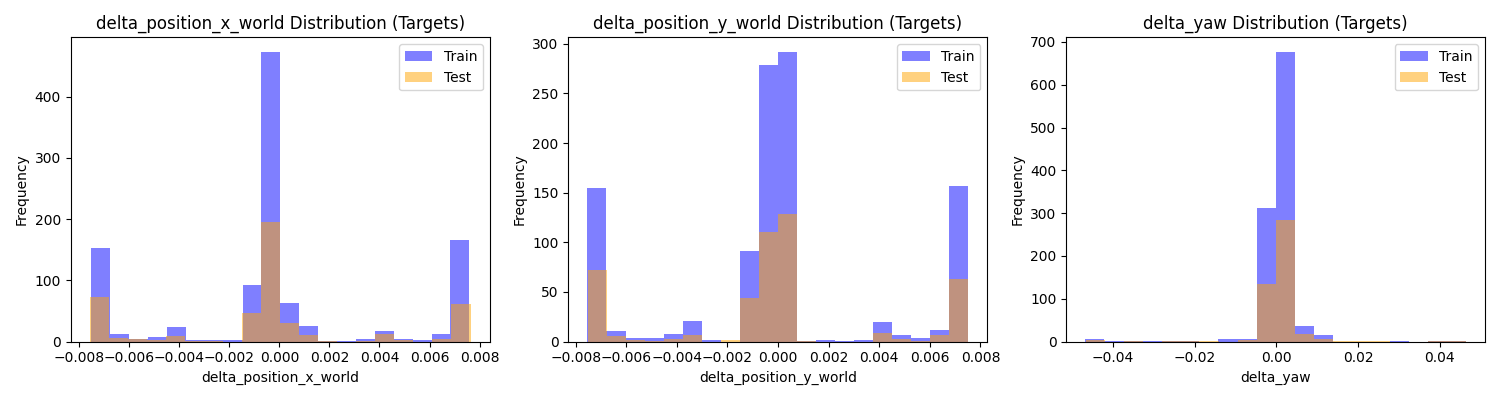 delta_position_x_world Distribution (Targets)
Frequency
400
300
200
100
0
Train
Test
−0.008 −0.006 −0.004 −0.002 0.000 0.002 0.004 0.006 0.008
delta_position_x_world
delta_position_y_world Distribution (Targets)
Frequency
300
250
200
150
100
50
0
Train
Test
−0.008 −0.006 −0.004 −0.002 0.000 0.002 0.004 0.006 0.008
delta_position_y_world
delta_yaw Distribution (Targets)
Frequency
700
600
500
400
300
200
100
0
Train
Test
−0.04 −0.02 0.00 0.02 0.04
delta_yaw